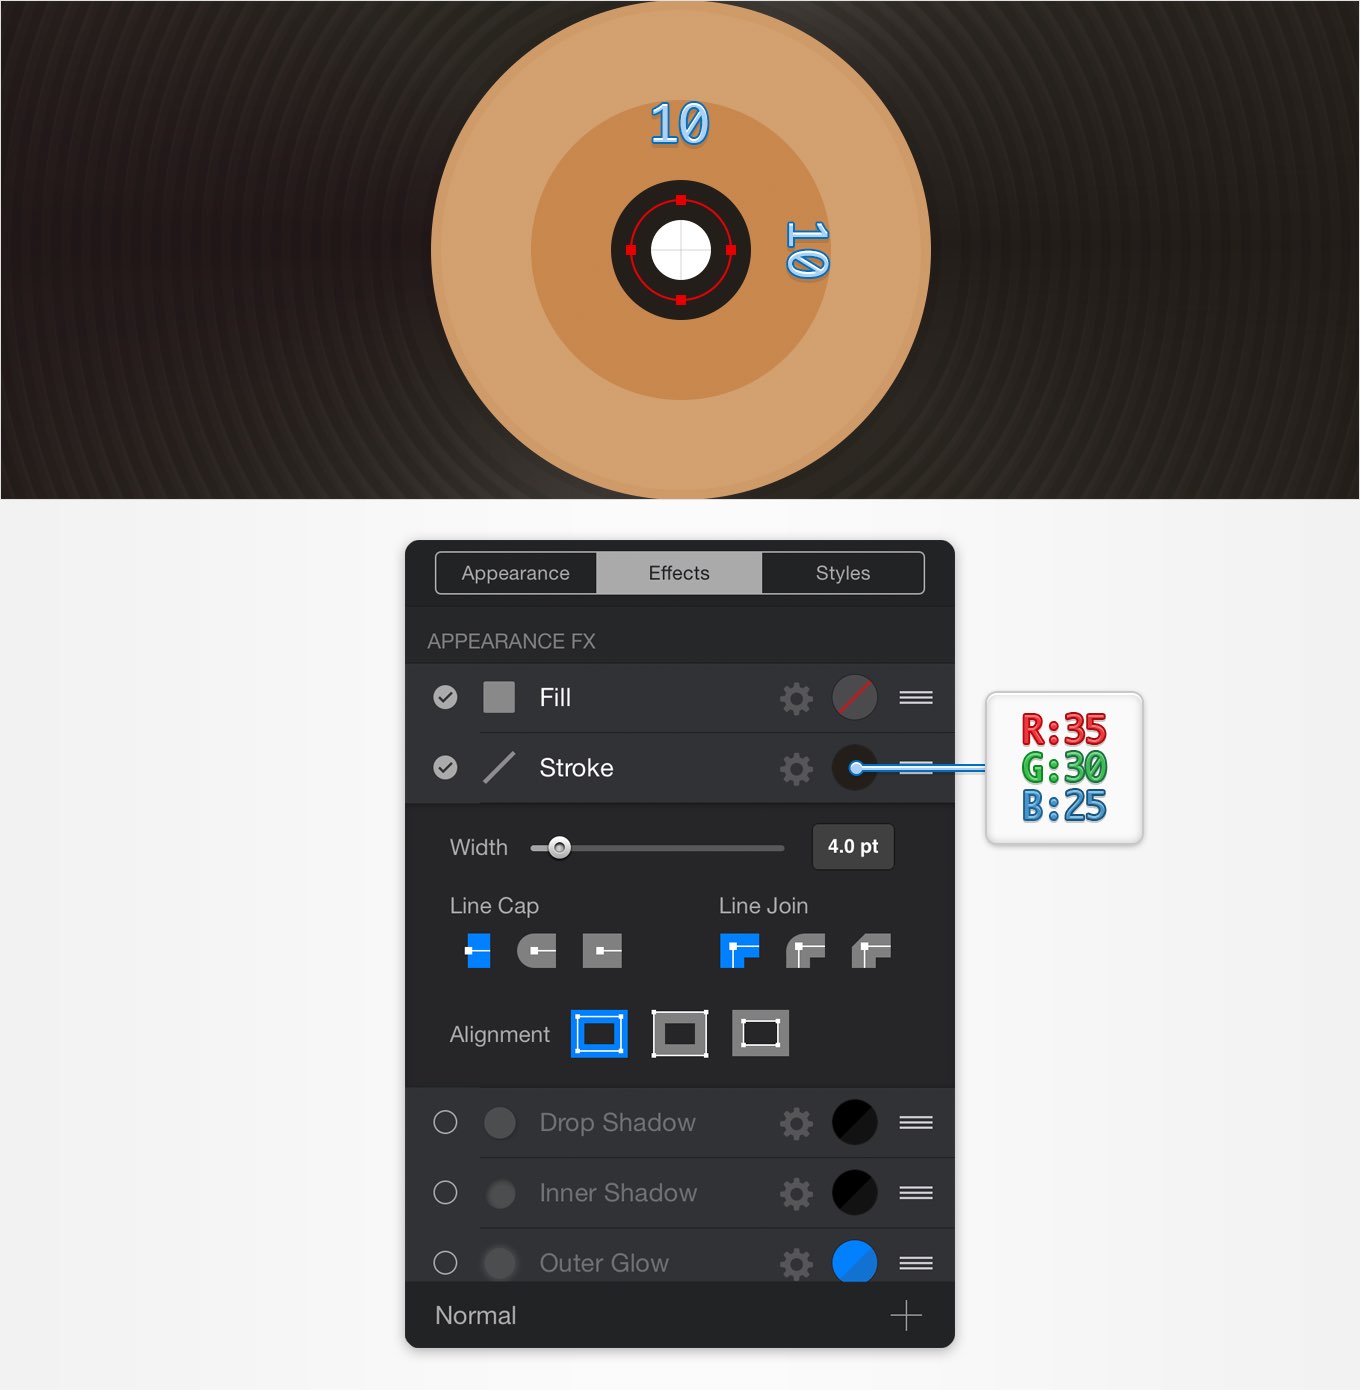 10
10
Appearance
Effects
Styles
APPEARANCE FX
Fill
Stroke
R:35
G:30
B:25
Width
4.0 pt
Line Cap
Line Join
Alignment
Drop Shadow
Inner Shadow
Outer Glow
Normal